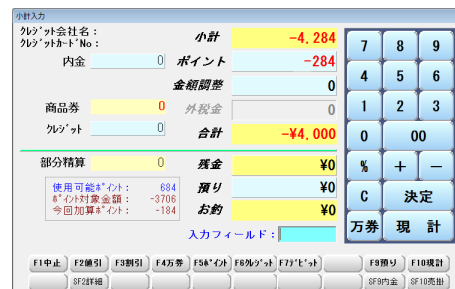 小計入力
ｸﾚｼﾞｯﾄ会社名：
ｸﾚｼﾞｯﾄｶｰﾄﾞNo：
小計 -4,284
内金 0 ポイント -284
金額調整 0
商品券 0 外税金 0
ｸﾚｼﾞｯﾄ 0 合計 -¥4,000
部分精算 0 残金 ¥0
使用可能ﾎﾟｲﾝﾄ： 684
ﾎﾟｲﾝﾄ対象金額： -3706
今回加算ﾎﾟｲﾝﾄ： -184
預り ¥0
お釣 ¥0
入力フィールド：
7 8 9
4 5 6
1 2 3
0 00
% + −
C 決定
万券 現計
F1中止 F2値引 F3割引 F4万券 F5ﾎﾟｲﾝﾄ F6ｸﾚｼﾞｯﾄ F7ﾃﾞﾋﾞｯﾄ F9預り F10現計
SF2詳細 SF9内金 SF10売掛